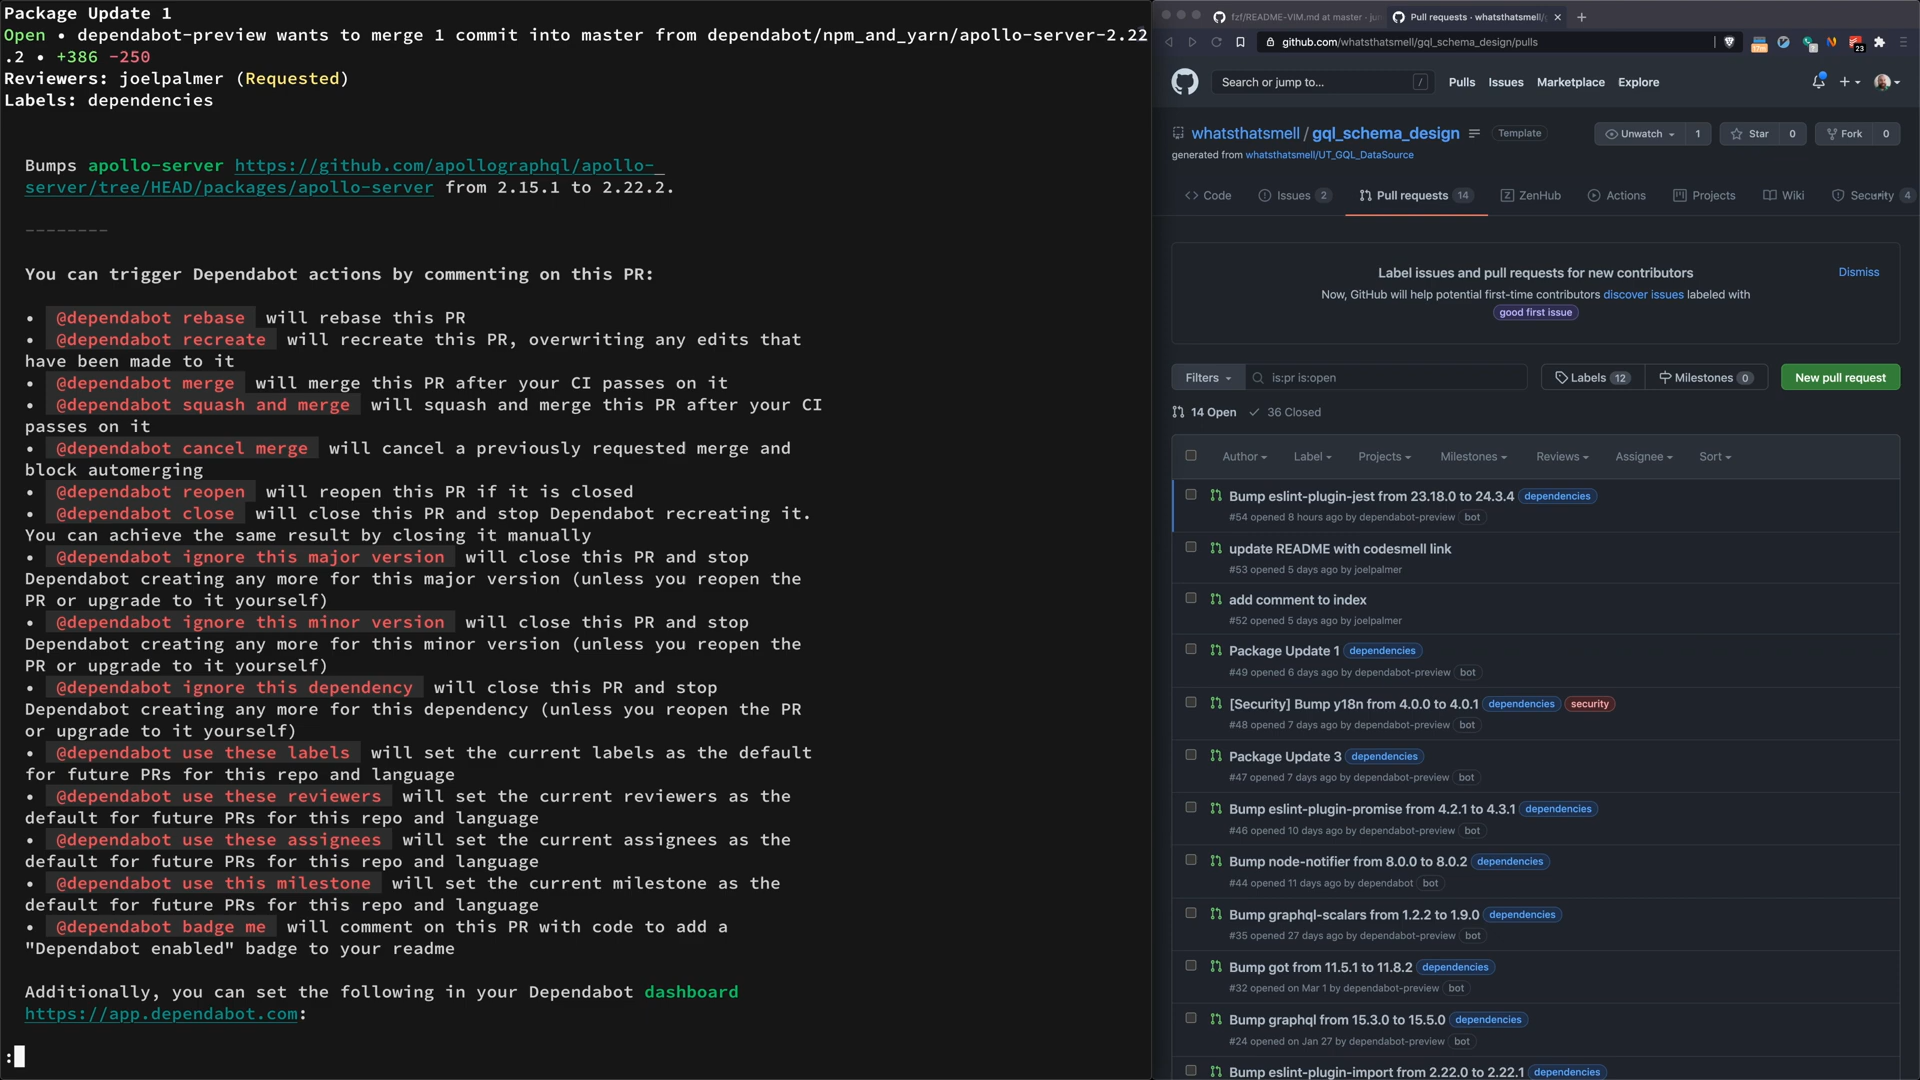 Package Update 1
Open • dependabot-preview wants to merge 1 commit into master from dependabot/npm_and_yarn/apollo-server-2.22
.2 • +386 -250
Reviewers: joelpalmer (Requested)
Labels: dependencies
Bumps apollo-server https://github.com/apollographql/apollo-
server/tree/HEAD/packages/apollo-server from 2.15.1 to 2.22.2.
--------
You can trigger Dependabot actions by commenting on this PR:
• @dependabot rebase will rebase this PR
• @dependabot recreate will recreate this PR, overwriting any edits that
have been made to it
• @dependabot merge will merge this PR after your CI passes on it
• @dependabot squash and merge will squash and merge this PR after your CI
passes on it
• @dependabot cancel merge will cancel a previously requested merge and
block automerging
• @dependabot reopen will reopen this PR if it is closed
• @dependabot close will close this PR and stop Dependabot recreating it.
You can achieve the same result by closing it manually
• @dependabot ignore this major version will close this PR and stop
Dependabot creating any more for this major version (unless you reopen the
PR or upgrade to it yourself)
• @dependabot ignore this minor version will close this PR and stop
Dependabot creating any more for this minor version (unless you reopen the
PR or upgrade to it yourself)
• @dependabot ignore this dependency will close this PR and stop
Dependabot creating any more for this dependency (unless you reopen the PR
or upgrade to it yourself)
• @dependabot use these labels will set the current labels as the default
for future PRs for this repo and language
• @dependabot use these reviewers will set the current reviewers as the
default for future PRs for this repo and language
• @dependabot use these assignees will set the current assignees as the
default for future PRs for this repo and language
• @dependabot use this milestone will set the current milestone as the
default for future PRs for this repo and language
• @dependabot badge me will comment on this PR with code to add a
"Dependabot enabled" badge to your readme
Additionally, you can set the following in your Dependabot dashboard
https://app.dependabot.com:
:
fzf/README-VIM.md at master · jun
Pull requests · whatsthatsmell/
github.com/whatsthatsmell/gql_schema_design/pulls
23
Search or jump to... /
Pulls Issues Marketplace Explore
whatsthatsmell / gql_schema_design Template
Unwatch 1 Star 0 Fork 0
generated from whatsthatsmell/UT_GQL_DataSource
Code Issues 2 Pull requests 14 ZenHub Actions Projects Wiki Security 4
Label issues and pull requests for new contributors
Dismiss
Now, GitHub will help potential first-time contributors discover issues labeled with
good first issue
Filters is:pr is:open Labels 12 Milestones 0 New pull request
14 Open 36 Closed
Author Label Projects Milestones Reviews Assignee Sort
Bump eslint-plugin-jest from 23.18.0 to 24.3.4 dependencies
#54 opened 8 hours ago by dependabot-preview bot
update README with codesmell link
#53 opened 5 days ago by joelpalmer
add comment to index
#52 opened 5 days ago by joelpalmer
Package Update 1 dependencies
#49 opened 6 days ago by dependabot-preview bot
[Security] Bump y18n from 4.0.0 to 4.0.1 dependencies security
#48 opened 7 days ago by dependabot-preview bot
Package Update 3 dependencies
#47 opened 7 days ago by dependabot-preview bot
Bump eslint-plugin-promise from 4.2.1 to 4.3.1 dependencies
#46 opened 10 days ago by dependabot-preview bot
Bump node-notifier from 8.0.0 to 8.0.2 dependencies
#44 opened 11 days ago by dependabot bot
Bump graphql-scalars from 1.2.2 to 1.9.0 dependencies
#35 opened 27 days ago by dependabot-preview bot
Bump got from 11.5.1 to 11.8.2 dependencies
#32 opened on Mar 1 by dependabot-preview bot
Bump graphql from 15.3.0 to 15.5.0 dependencies
#24 opened on Jan 27 by dependabot-preview bot
Bump eslint-plugin-import from 2.22.0 to 2.22.1 dependencies